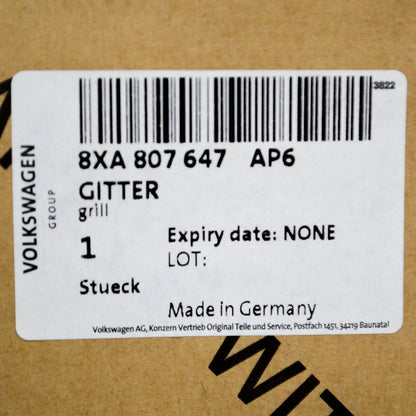 3822
8XA 807 647 AP6
GITTER
grill
1
Expiry date: NONE
LOT:
Stueck
Made in Germany
Volkswagen AG, Konzern Vertrieb Original Teile und Service, Postfach 1451, 34219 Baunatal
VOLKSWAGEN
GROUP
WIT